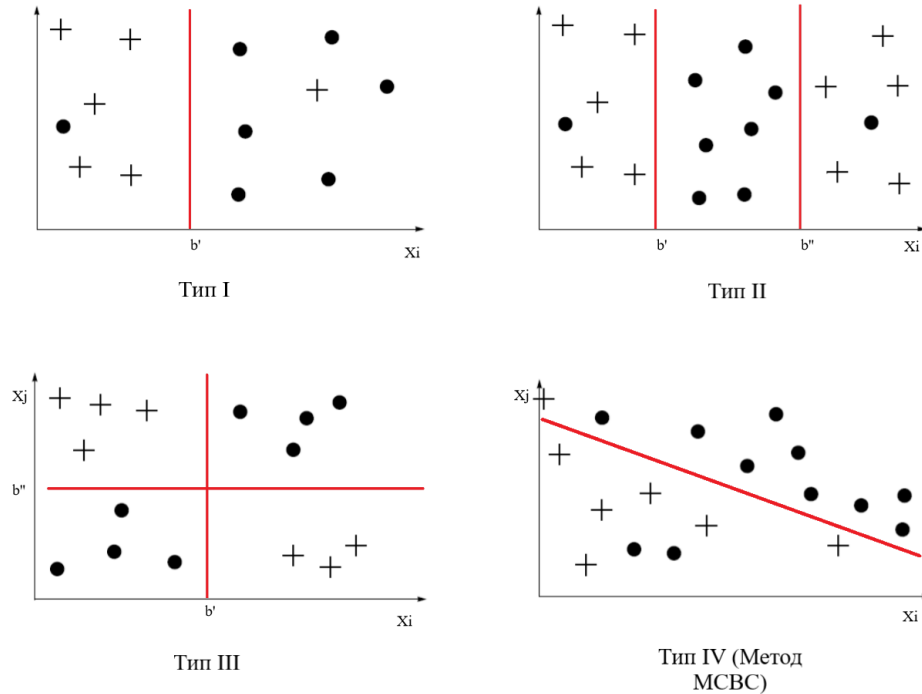 b'
Xi
Тип I
b'
b"
Xi
Тип II
Xj
b"
b'
Xi
Тип III
Xj
Xi
Тип IV (Метод
МСВС)